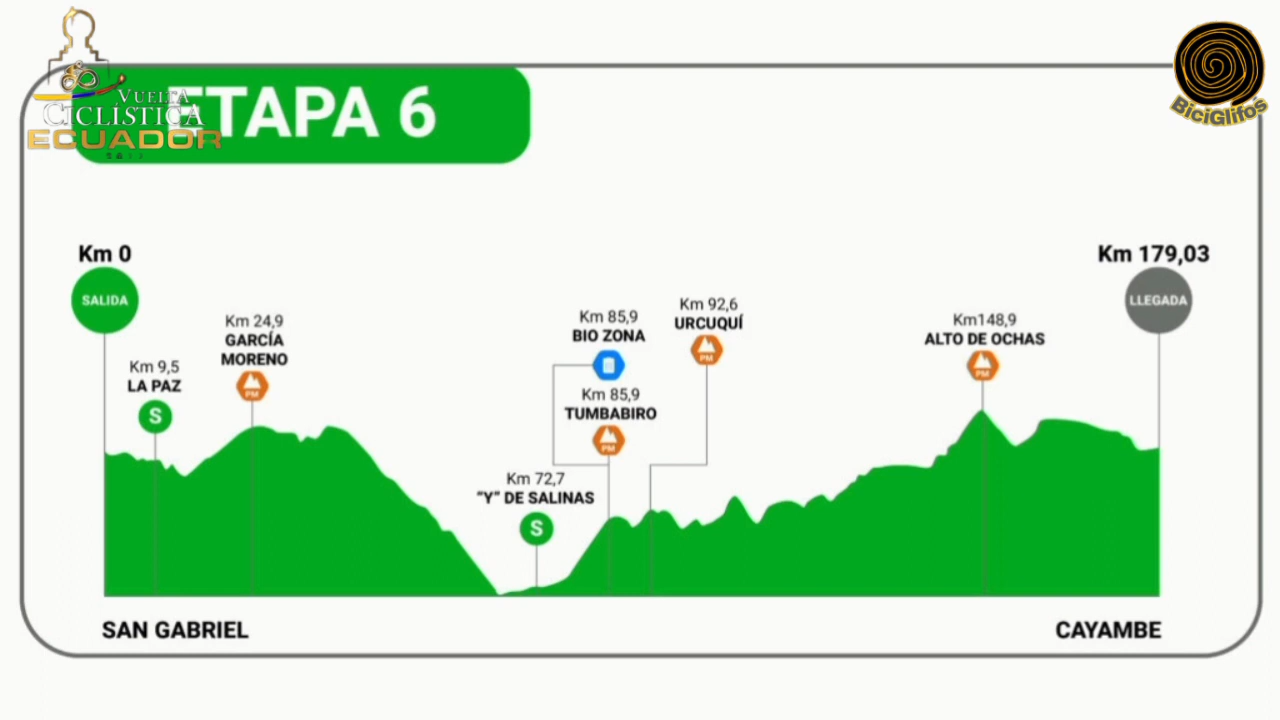 VUELTA
CICLÍSTICA
ECUADOR
ETAPA 6
BiciGlifos
Km 0
SALIDA
Km 9,5
LA PAZ
S
Km 24,9
GARCÍA
MORENO
PM
Km 72,7
“Y” DE SALINAS
S
Km 85,9
BIO ZONA
Km 85,9
TUMBABIRO
PM
Km 92,6
URCUQUÍ
PM
Km148,9
ALTO DE OCHAS
PM
Km 179,03
LLEGADA
SAN GABRIEL
CAYAMBE